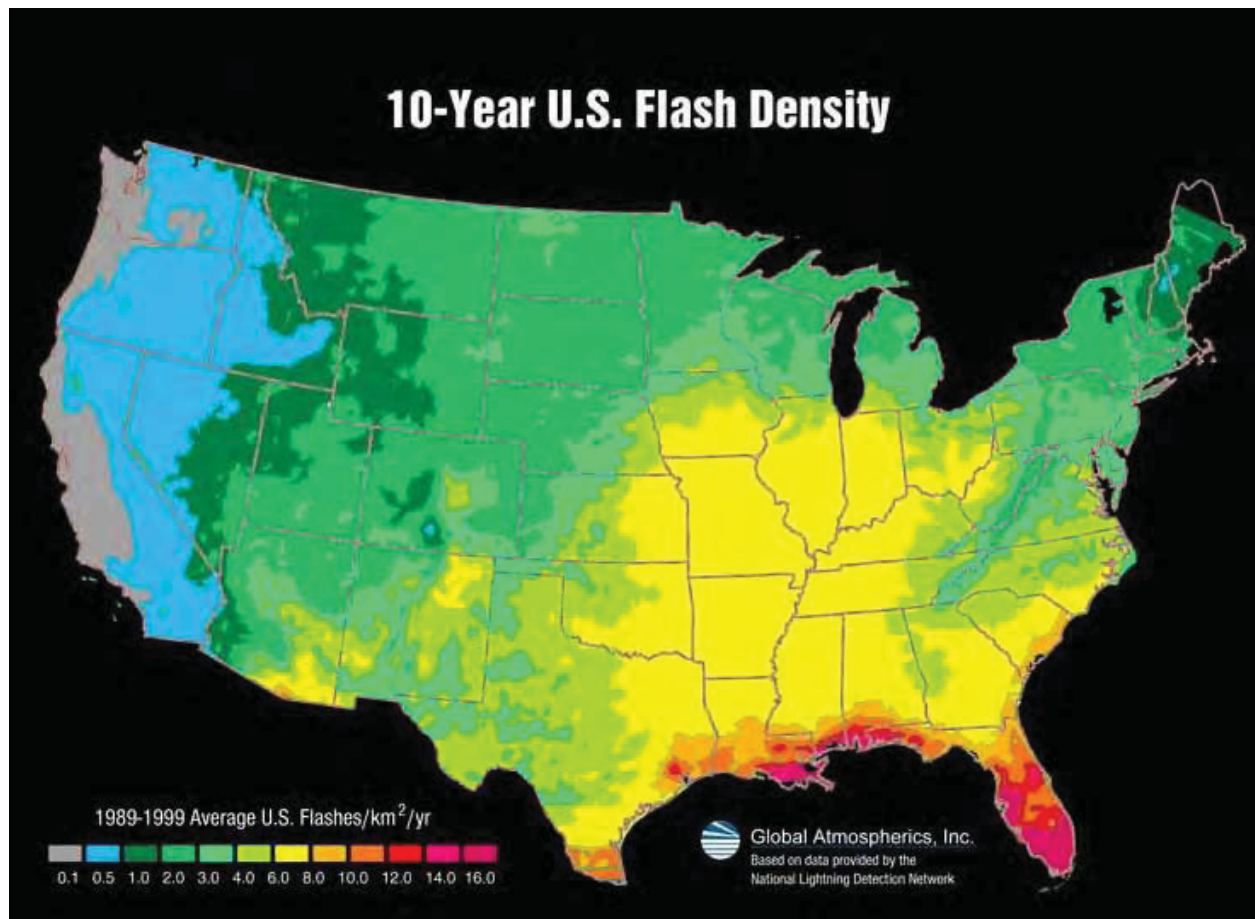 10-Year U.S. Flash Density
1989-1999 Average U.S. Flashes/km²/yr
0.1 0.5 1.0 2.0 3.0 4.0 6.0 8.0 10.0 12.0 14.0 16.0
Global Atmospherics, Inc.
Based on data provided by the
National Lightning Detection Network